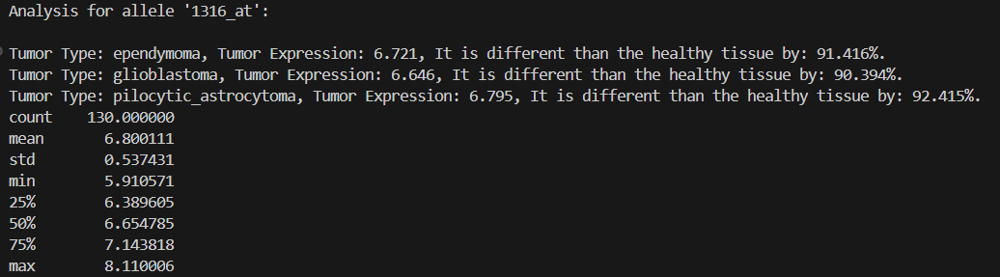 Analysis for allele '1316_at':
Tumor Type: ependymoma, Tumor Expression: 6.721, It is different than the healthy tissue by: 91.416%.
Tumor Type: glioblastoma, Tumor Expression: 6.646, It is different than the healthy tissue by: 90.394%.
Tumor Type: pilocytic_astrocytoma, Tumor Expression: 6.795, It is different than the healthy tissue by: 92.415%.
count    130.000000
mean       6.800111
std        0.537431
min        5.910571
25%        6.389605
50%        6.654785
75%        7.143818
max        8.110006